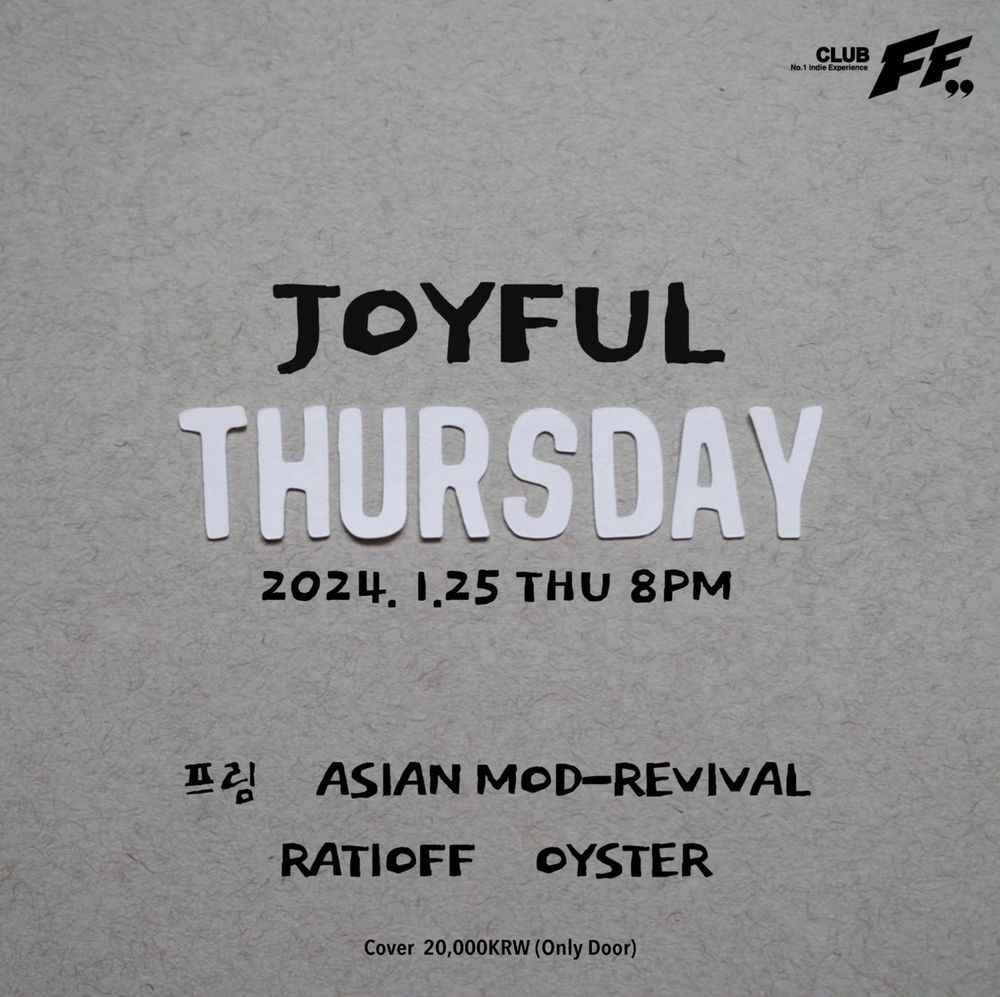 CLUB FF
No.1 Indie Experience
JOYFUL
THURSDAY
2024. 1.25 THU 8PM
프림 ASIAN MOD-REVIVAL
RATIOFF OYSTER
Cover 20,000KRW (Only Door)